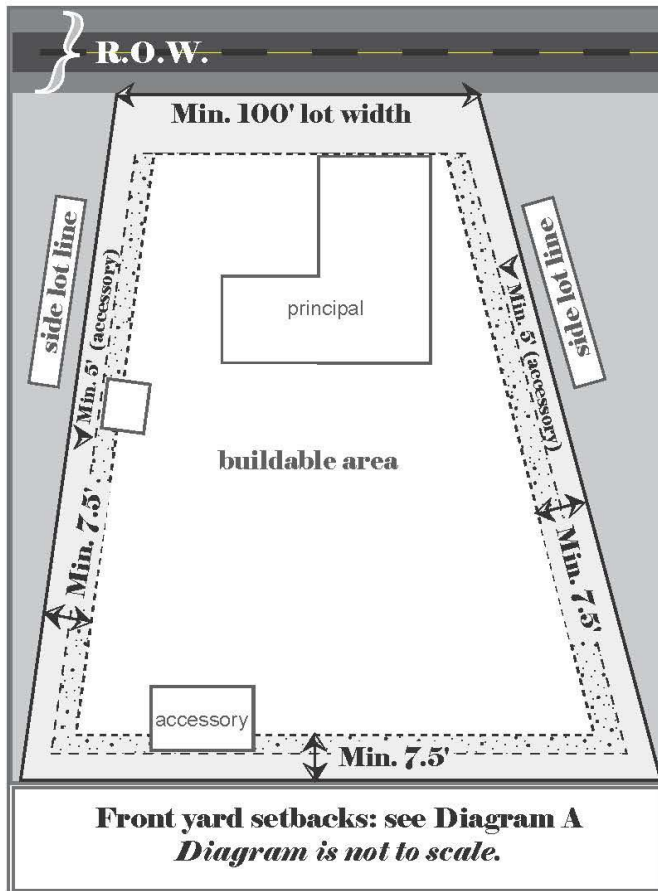 R.O.W.
Min. 100' lot width
side lot line
side lot line
Min. 5' (accessory)
Min. 5' (accessory)
principal
buildable area
Min. 7.5'
Min. 7.5'
accessory
Min. 7.5'
Front yard setbacks: see Diagram A
Diagram is not to scale.